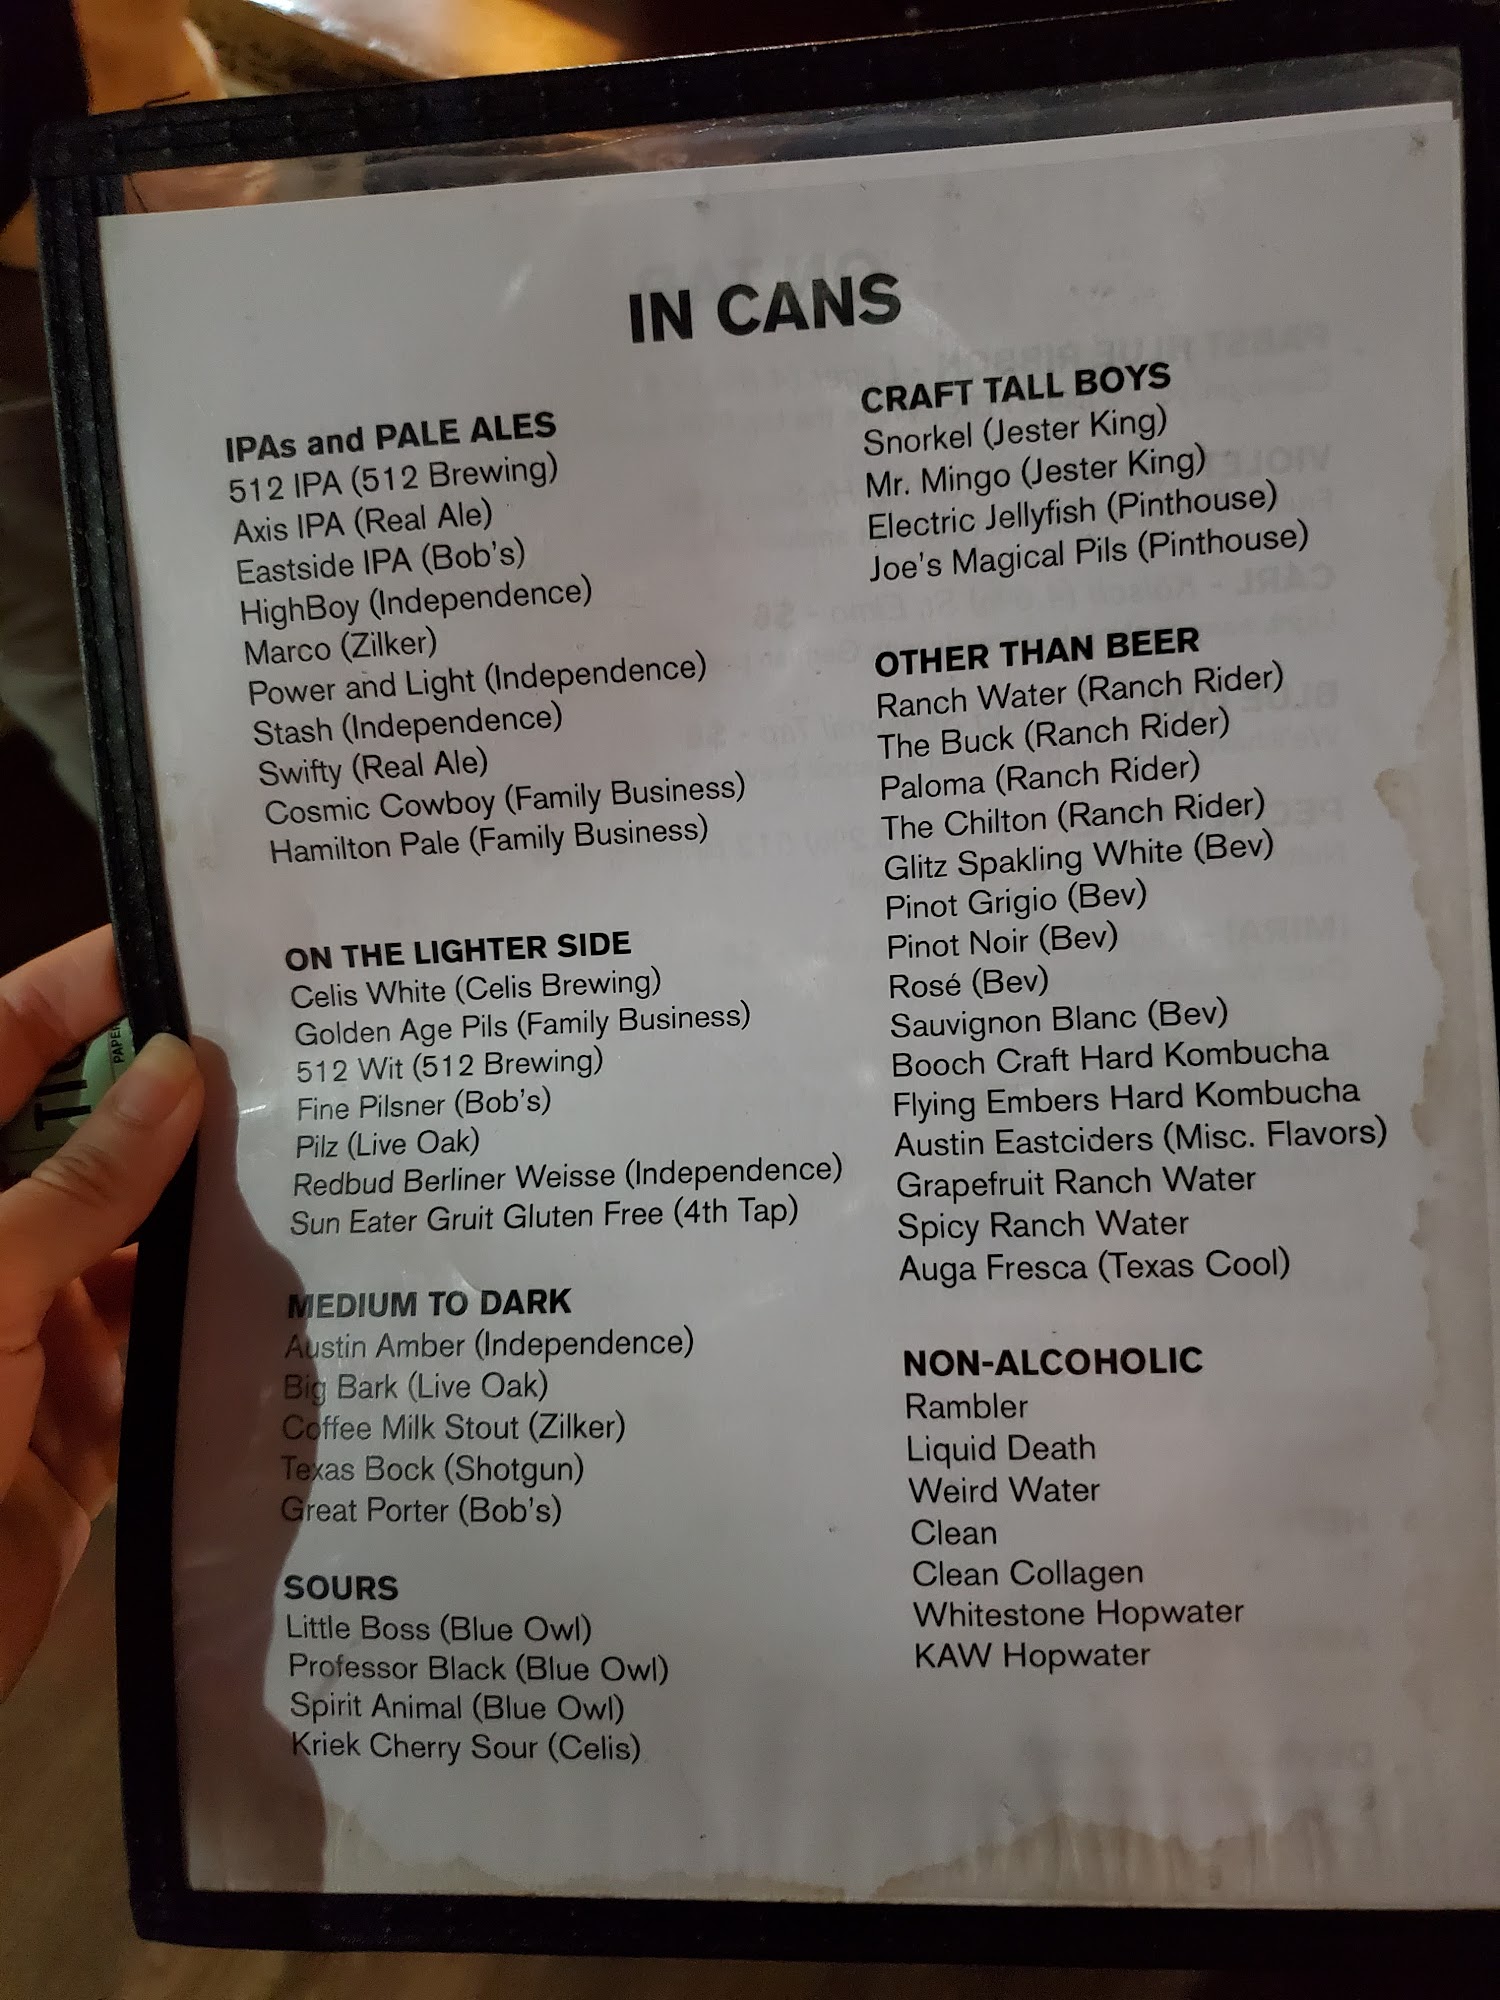 IN CANS
IPAs and PALE ALES
512 IPA (512 Brewing)
Axis IPA (Real Ale)
Eastside IPA (Bob's)
HighBoy (Independence)
Marco (Zilker)
Power and Light (Independence)
Stash (Independence)
Swifty (Real Ale)
Cosmic Cowboy (Family Business)
Hamilton Pale (Family Business)
ON THE LIGHTER SIDE
Celis White (Celis Brewing)
Golden Age Pils (Family Business)
512 Wit (512 Brewing)
Fine Pilsner (Bob's)
Pilz (Live Oak)
Redbud Berliner Weisse (Independence)
Sun Eater Gruit Gluten Free (4th Tap)
MEDIUM TO DARK
Austin Amber (Independence)
Big Bark (Live Oak)
Coffee Milk Stout (Zilker)
Texas Bock (Shotgun)
Great Porter (Bob's)
SOURS
Little Boss (Blue Owl)
Professor Black (Blue Owl)
Spirit Animal (Blue Owl)
Kriek Cherry Sour (Celis)
CRAFT TALL BOYS
Snorkel (Jester King)
Mr. Mingo (Jester King)
Electric Jellyfish (Pinthouse)
Joe's Magical Pils (Pinthouse)
OTHER THAN BEER
Ranch Water (Ranch Rider)
The Buck (Ranch Rider)
Paloma (Ranch Rider)
The Chilton (Ranch Rider)
Glitz Spakling White (Bev)
Pinot Grigio (Bev)
Pinot Noir (Bev)
Rosé (Bev)
Sauvignon Blanc (Bev)
Booch Craft Hard Kombucha
Flying Embers Hard Kombucha
Austin Eastciders (Misc. Flavors)
Grapefruit Ranch Water
Spicy Ranch Water
Auga Fresca (Texas Cool)
NON-ALCOHOLIC
Rambler
Liquid Death
Weird Water
Clean
Clean Collagen
Whitestone Hopwater
KAW Hopwater